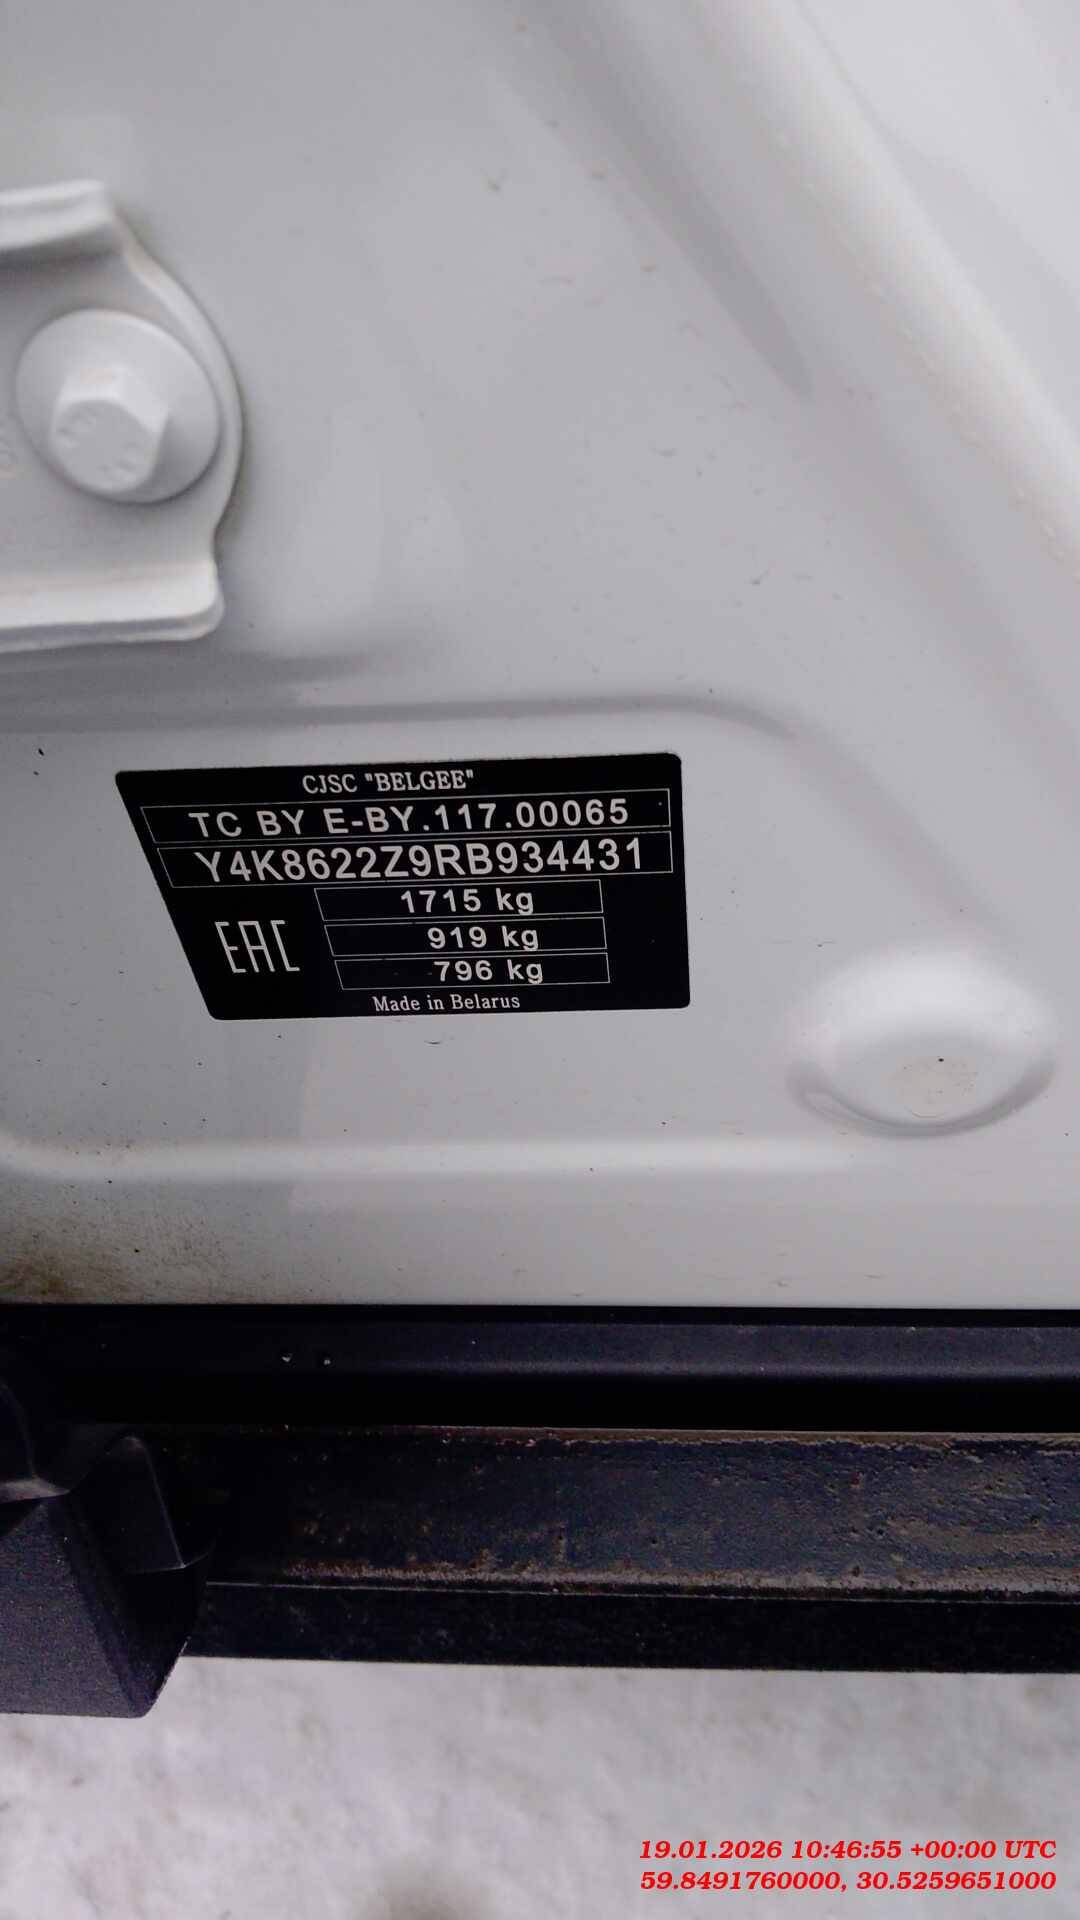 CJSC "BELGEE"
TC BY E-BY.117.00065
Y4K8622Z9RB934431
1715 kg
919 kg
796 kg
EAC
Made in Belarus
19.01.2026 10:46:55 +00:00 UTC
59.8491760000, 30.5259651000